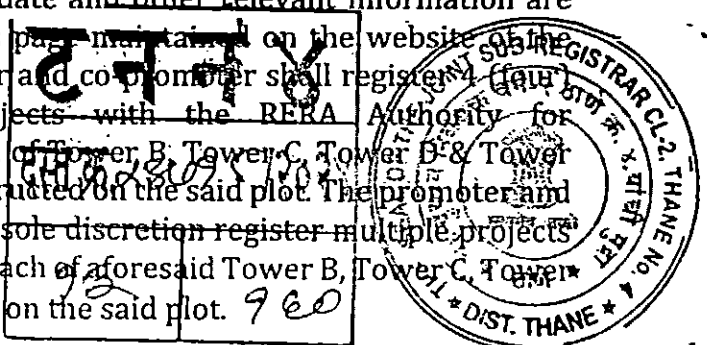 date and other relevant information are
page maintained on the website of the
and co-promoter shall register 4 (four)
jects with the RERA Authority for
of Tower B, Tower C, Tower D & Tower
ucted on the said plot. The promoter and
sole discretion register multiple projects
ach of aforesaid Tower B, Tower C, Tower
on the said plot.
ट न न ४
९६०
JOINT SUB REGISTRAR CL-2, THANE NO. 4
* DIST. THANE *